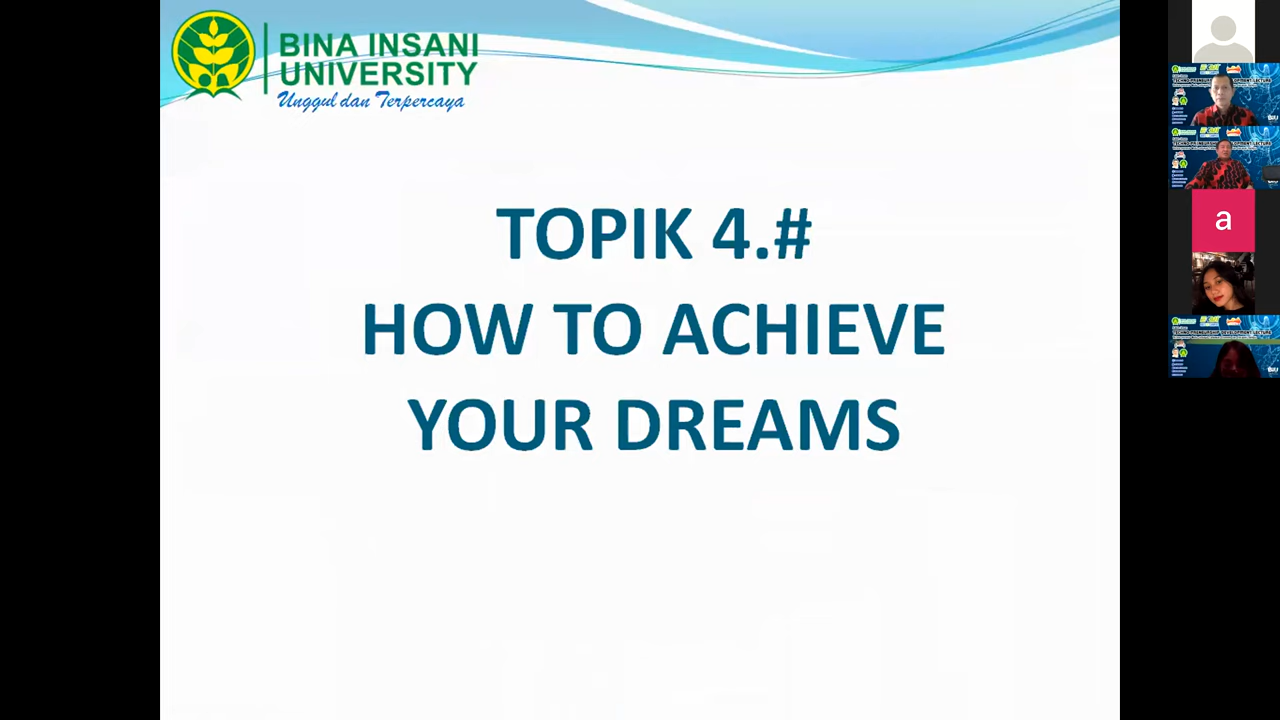 BINA INSANI
UNIVERSITY
Unggul dan Terpercaya
TOPIK 4.#
HOW TO ACHIEVE
YOUR DREAMS
a